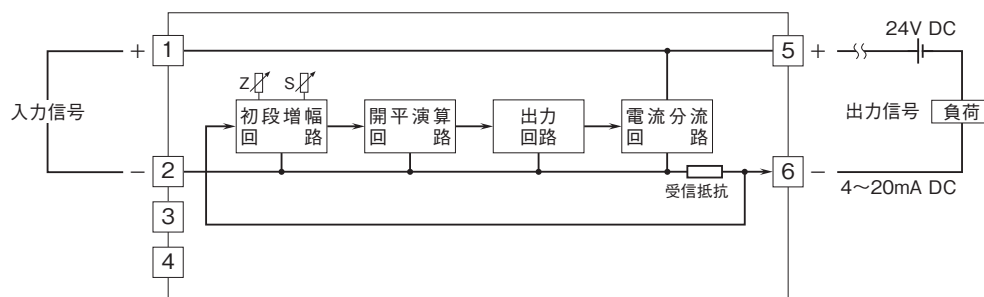 24V DC
+ 1
5 +
Z S
入力信号
初段増幅回路
開平演算回路
出力回路
電流分流回路
出力信号
負荷
− 2
6 −
受信抵抗
4～20mA DC
3
4